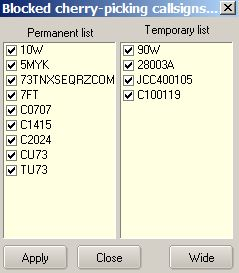 Blocked cherry-picking callsigns...
Permanent list
10W
5MYK
73TNXSEQRZCOM
7FT
C0707
C1415
C2024
CU73
TU73
Temporary list
90W
28003A
JCC400105
C100119
Apply
Close
Wide